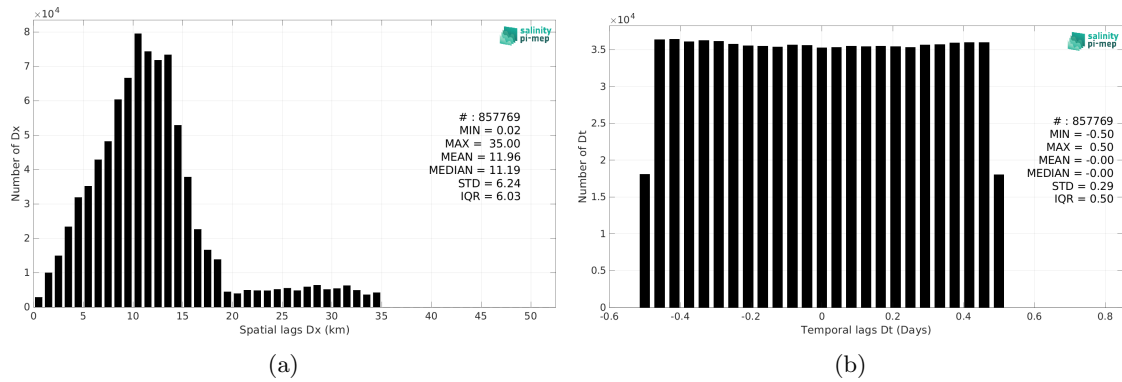 ×10⁴
8
7
6
5
4
3
2
1
0
Number of Dx
salinity
pi-mep
# : 857769
MIN = 0.02
MAX = 35.00
MEAN = 11.96
MEDIAN = 11.19
STD = 6.24
IQR = 6.03
0 5 10 15 20 25 30 35 40 45 50
Spatial lags Dx (km)
(a)
×10⁴
3.5
3
2.5
2
1.5
1
0.5
0
Number of Dt
salinity
pi-mep
# : 857769
MIN = -0.50
MAX = 0.50
MEAN = -0.00
MEDIAN = -0.00
STD = 0.29
IQR = 0.50
-0.6 -0.4 -0.2 0 0.2 0.4 0.6 0.8
Temporal lags Dt (Days)
(b)